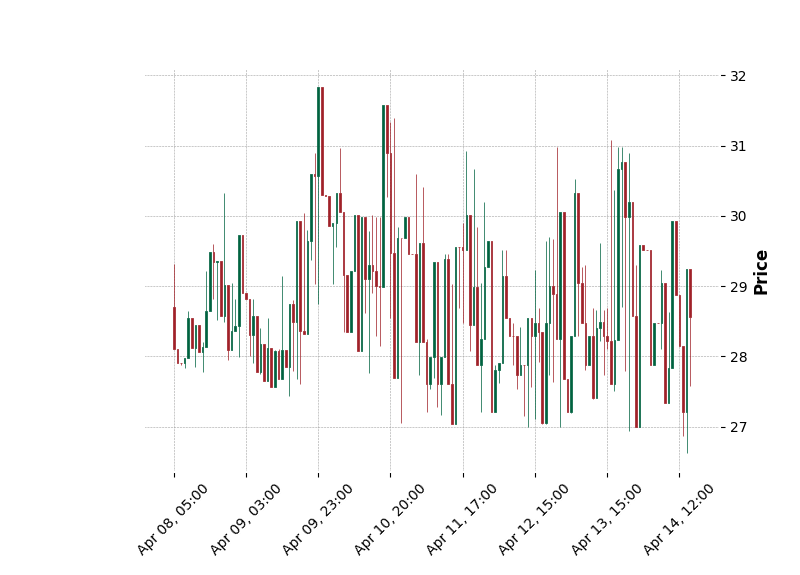 32
31
30
29
28
27
Price
Apr 08, 05:00
Apr 09, 03:00
Apr 09, 23:00
Apr 10, 20:00
Apr 11, 17:00
Apr 12, 15:00
Apr 13, 15:00
Apr 14, 12:00